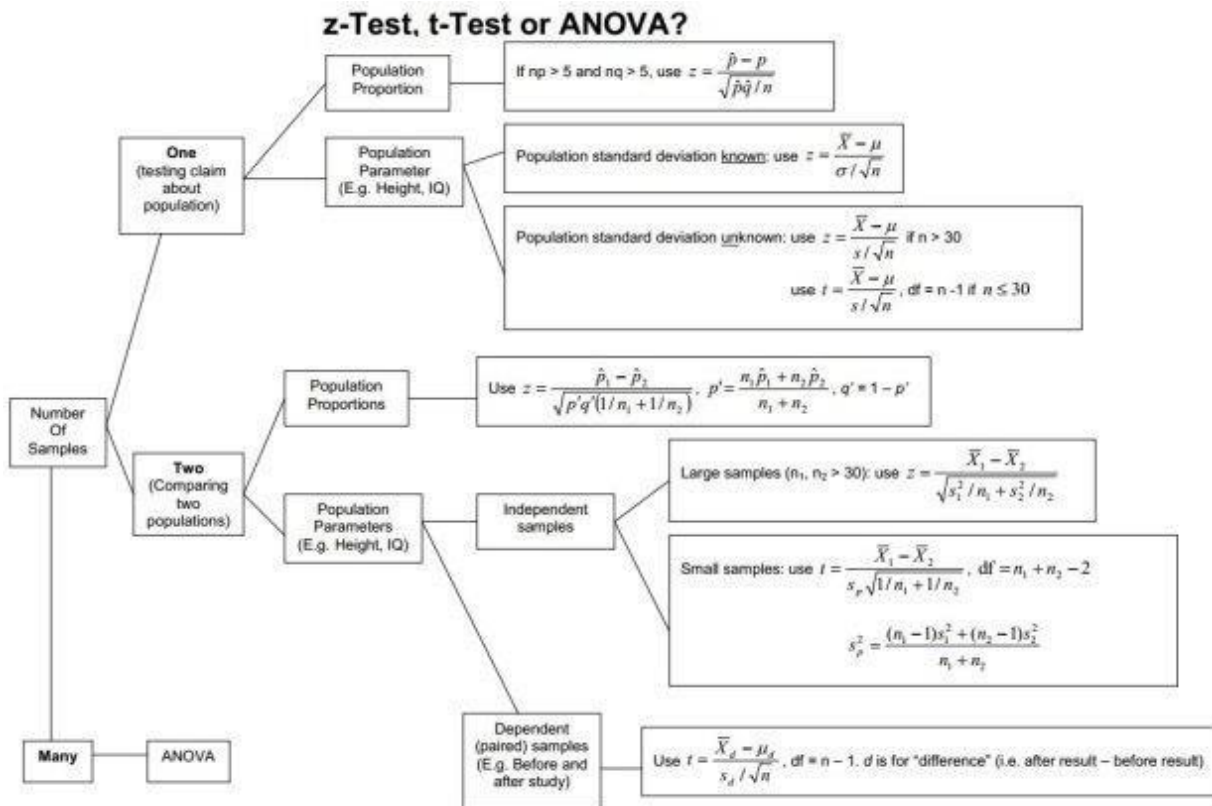 z-Test, t-Test or ANOVA?
Population
Proportion
If np > 5 and nq > 5, use z = (p̂ − p) / √(p̂q̂ / n)
One
(testing claim
about
population)
Population
Parameter
(E.g. Height, IQ)
Population standard deviation known: use z = (X̄ − μ) / (σ / √n)
Population standard deviation unknown: use z = (X̄ − μ) / (s / √n) if n > 30
use t = (X̄ − μ) / (s / √n), df = n -1 if n ≤ 30
Number
Of
Samples
Population
Proportions
Use z = (p̂₁ − p̂₂) / √(p'q'(1/n₁ + 1/n₂)), p' = (n₁p̂₁ + n₂p̂₂) / (n₁ + n₂), q' = 1 − p'
Two
(Comparing
two
populations)
Population
Parameters
(E.g. Height, IQ)
Independent
samples
Large samples (n₁, n₂ > 30): use z = (X̄₁ − X̄₂) / √(s₁² / n₁ + s₂² / n₂)
Small samples: use t = (X̄₁ − X̄₂) / (sₚ√(1/n₁ + 1/n₂)), df = n₁ + n₂ − 2
sₚ² = ((n₁ − 1)s₁² + (n₂ − 1)s₂²) / (n₁ + n₂)
Dependent
(paired) samples
(E.g. Before and
after study)
Use t = (X̄d − μd) / (sd / √n), df = n − 1. d is for “difference” (i.e. after result – before result)
Many
ANOVA